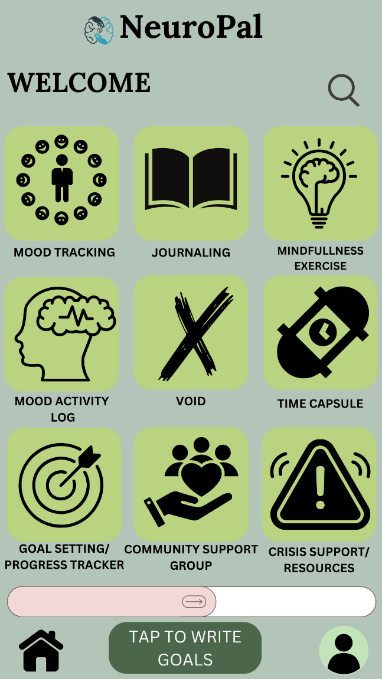 NeuroPal
WELCOME
MOOD TRACKING
JOURNALING
MINDFULLNESS
EXERCISE
MOOD ACTIVITY
LOG
VOID
TIME CAPSULE
GOAL SETTING/
PROGRESS TRACKER
COMMUNITY SUPPORT
GROUP
CRISIS SUPPORT/
RESOURCES
TAP TO WRITE
GOALS